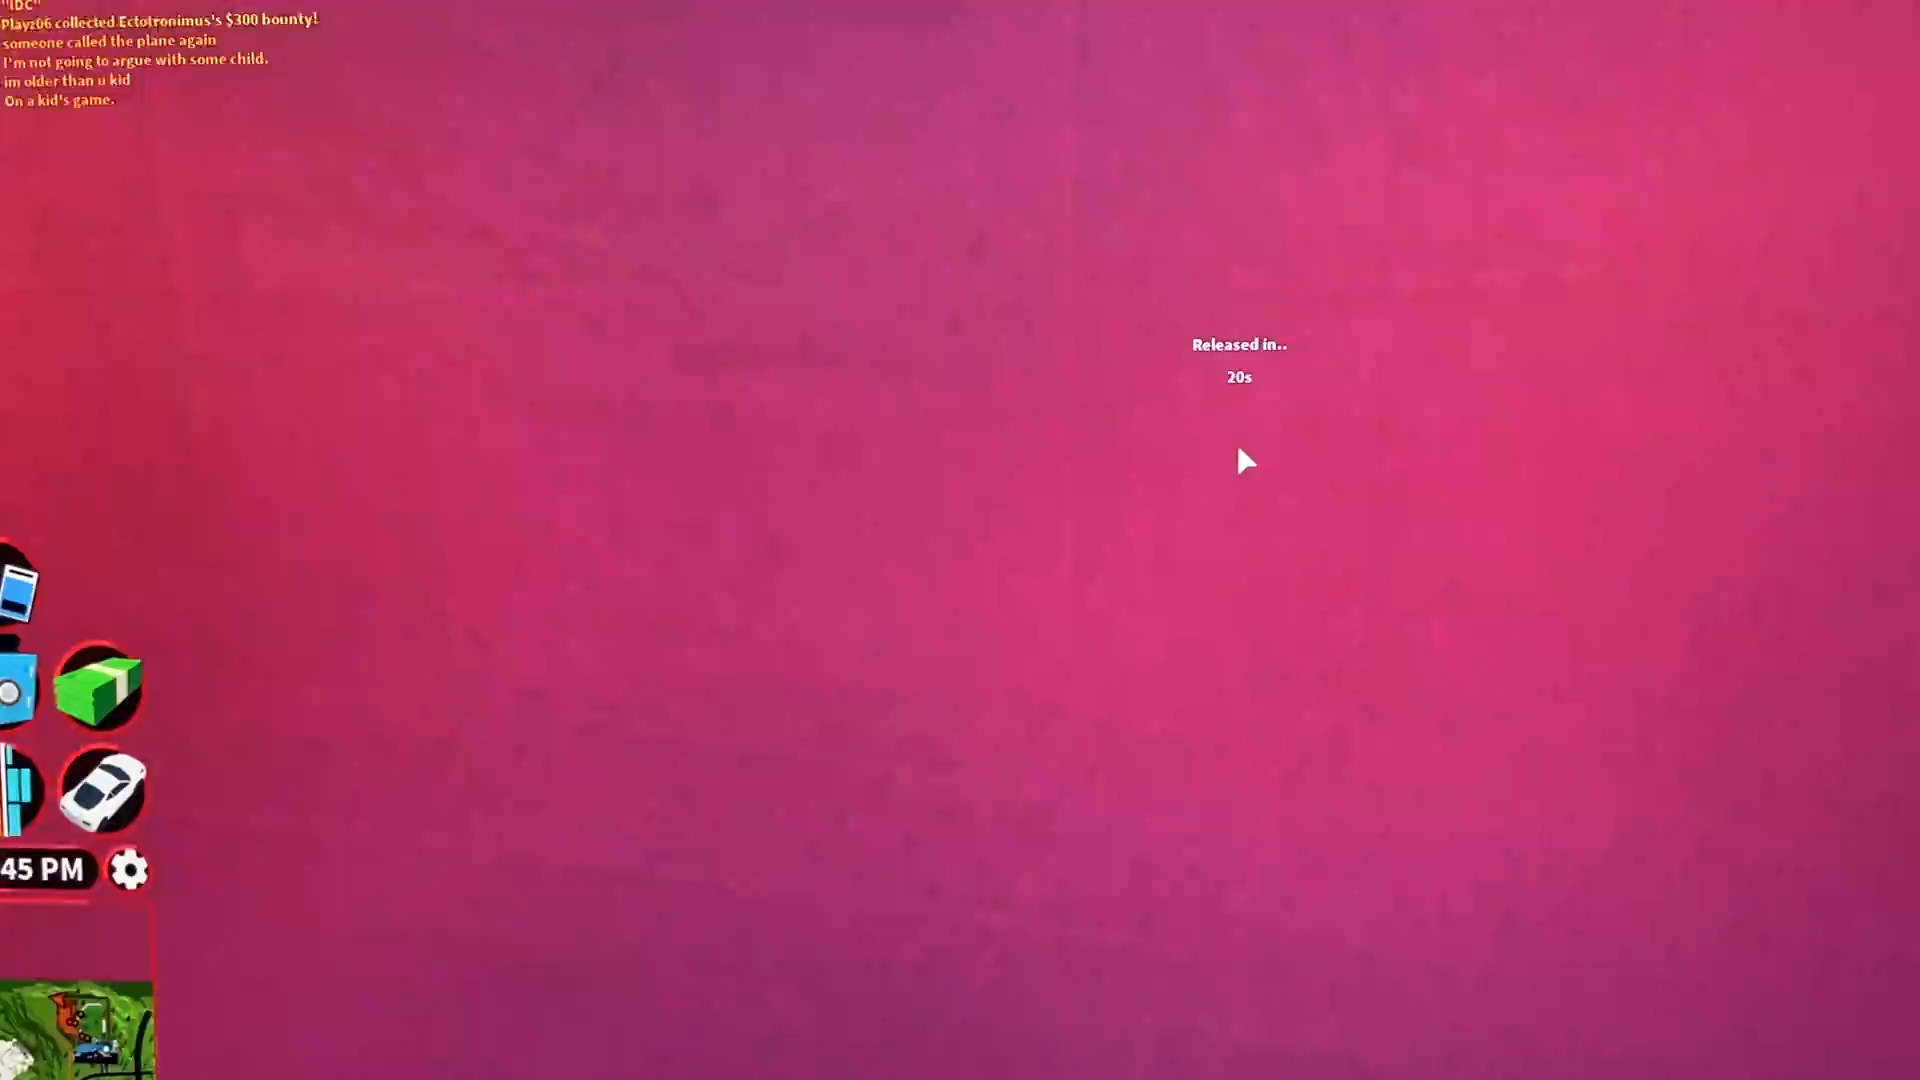 "IDC"
Playz06 collected Ectotronimus's $300 bounty!
someone called the plane again
I'm not going to argue with some child.
im older than u kid
On a kid's game.
Released in..
20s
45 PM